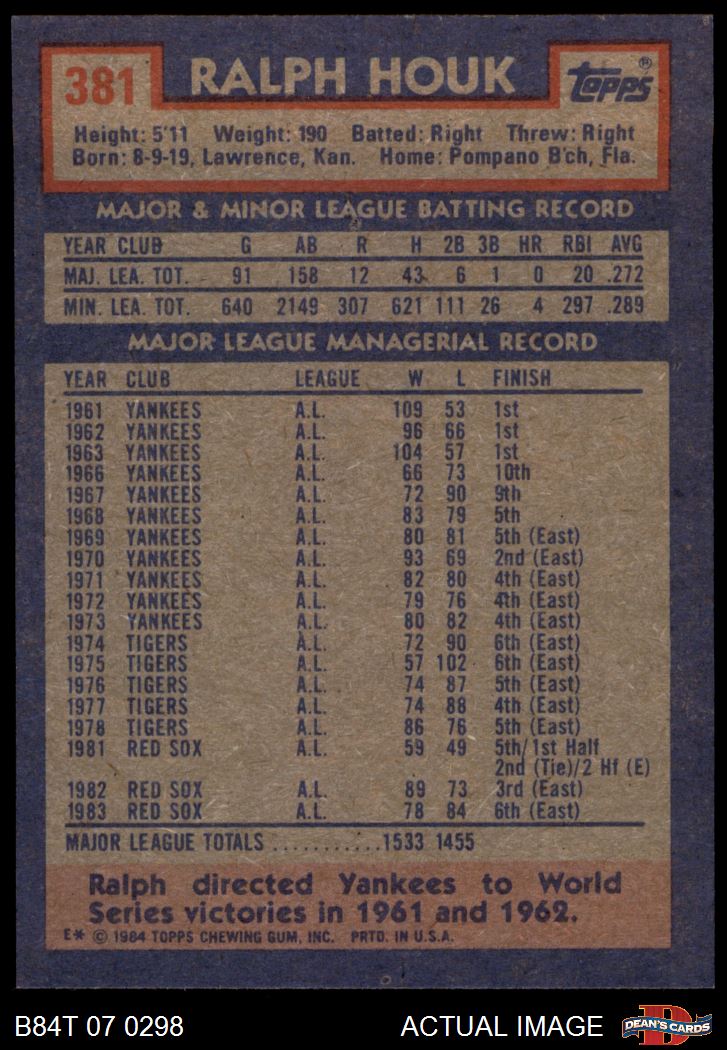 381 RALPH HOUK Topps®
Height: 5'11 Weight: 190 Batted: Right Threw: Right
Born: 8-9-19, Lawrence, Kan. Home: Pompano B'ch, Fla.
MAJOR & MINOR LEAGUE BATTING RECORD
YEAR CLUB G AB R H 2B 3B HR RBI AVG
MAJ. LEA. TOT. 91 158 12 43 6 1 0 20 .272
MIN. LEA. TOT. 640 2149 307 621 111 26 4 297 .289
MAJOR LEAGUE MANAGERIAL RECORD
YEAR CLUB LEAGUE W L FINISH
1961 YANKEES A.L. 109 53 1st
1962 YANKEES A.L. 96 66 1st
1963 YANKEES A.L. 104 57 1st
1966 YANKEES A.L. 66 73 10th
1967 YANKEES A.L. 72 90 9th
1968 YANKEES A.L. 83 79 5th
1969 YANKEES A.L. 80 81 5th (East)
1970 YANKEES A.L. 93 69 2nd (East)
1971 YANKEES A.L. 82 80 4th (East)
1972 YANKEES A.L. 79 76 4th (East)
1973 YANKEES A.L. 80 82 4th (East)
1974 TIGERS A.L. 72 90 6th (East)
1975 TIGERS A.L. 57 102 6th (East)
1976 TIGERS A.L. 74 87 5th (East)
1977 TIGERS A.L. 74 88 4th (East)
1978 TIGERS A.L. 86 76 5th (East)
1981 RED SOX A.L. 59 49 5th/1st Half
2nd (Tie)/2 Hf (E)
1982 RED SOX A.L. 89 73 3rd (East)
1983 RED SOX A.L. 78 84 6th (East)
MAJOR LEAGUE TOTALS ...........1533 1455
Ralph directed Yankees to World
Series victories in 1961 and 1962.
E* © 1984 TOPPS CHEWING GUM, INC. PRTD. IN U.S.A.
B84T 07 0298 ACTUAL IMAGE D DEAN'S CARDS